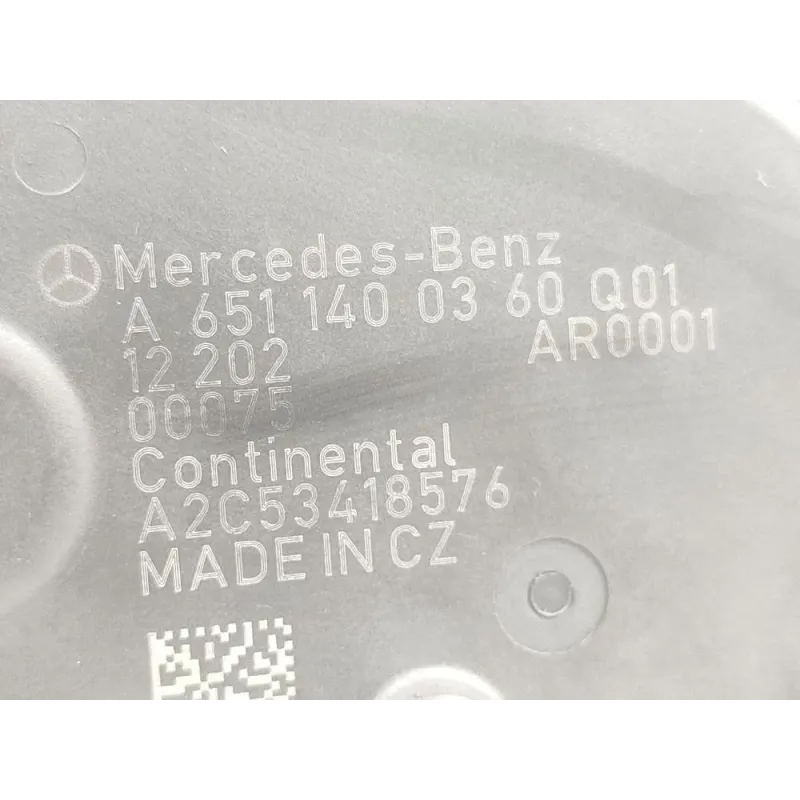 Mercedes-Benz
A 651 140 03 60 Q01
12 202 AR0001
00075
Continental
A2C53418576
MADE IN CZ